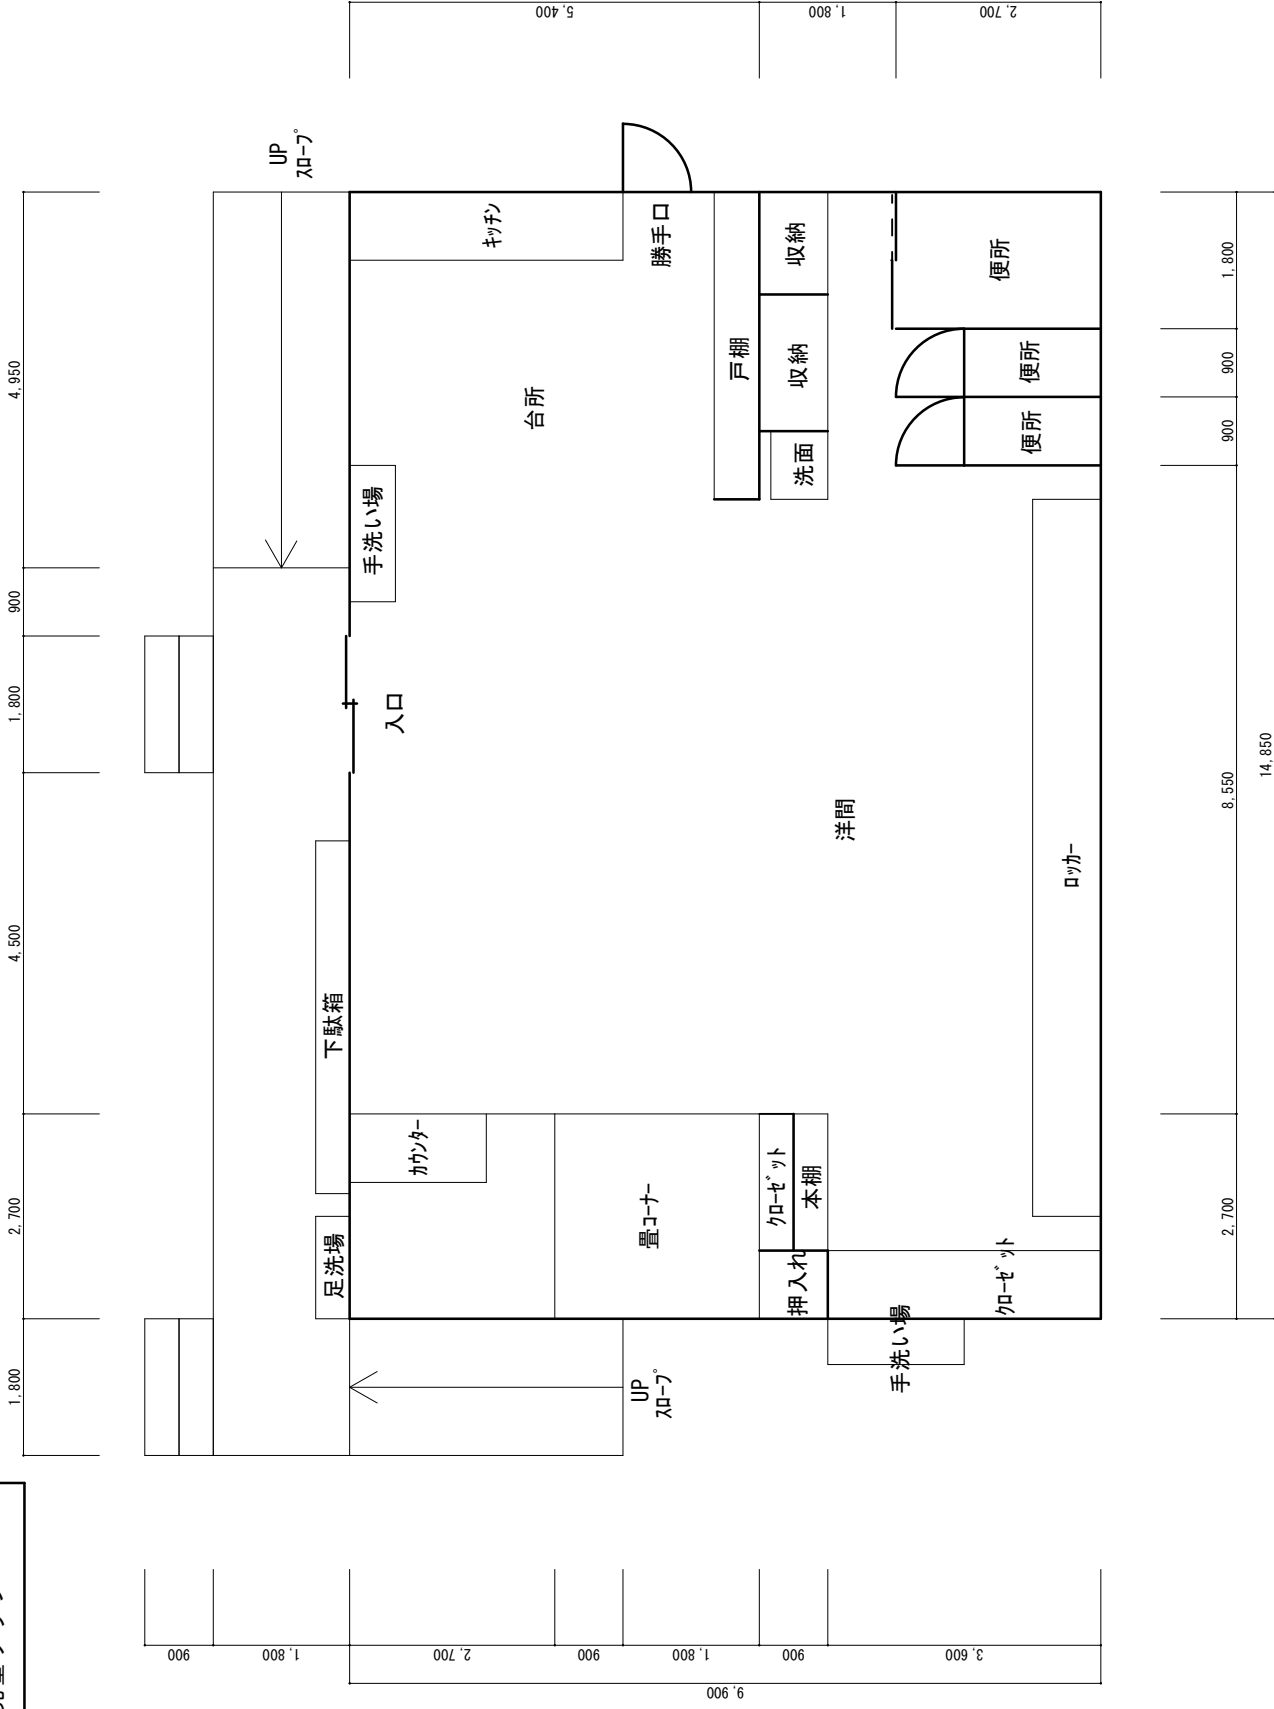 5,400
1,800
2,700
UP
ｽﾛｰﾌﾟ
4,950
900
1,800
4,500
2,700
1,800
ｷｯﾁﾝ
勝手口
台所
手洗い場
戸棚
収納
収納
洗面
便所
便所
便所
入口
洋間
ﾛｯｶｰ
下駄箱
足洗場
ｶｳﾝﾀｰ
畳ｺｰﾅｰ
ｸﾛｰｾﾞｯﾄ
本棚
押入れ
ｸﾛｰｾﾞｯﾄ
手洗い場
UP
ｽﾛｰﾌﾟ
1,800
900
900
8,550
2,700
14,850
900
1,800
2,700
900
1,800
900
3,600
9,900